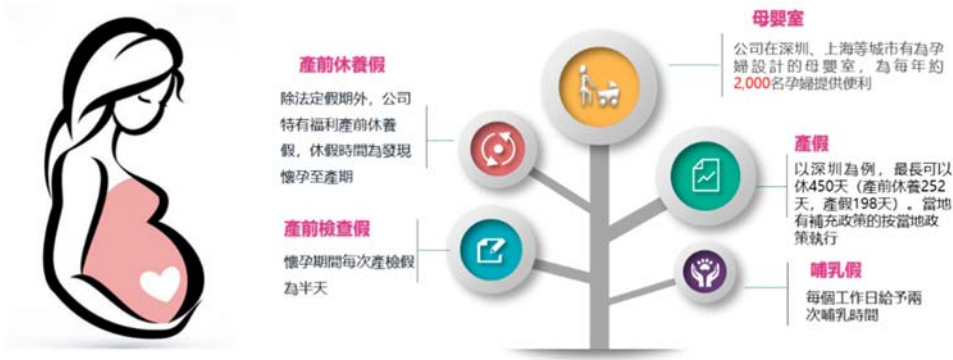 母嬰室
公司在深圳、上海等城市有為孕
婦設計的母嬰室，為每年約
2,000名孕婦提供便利
產前休養假
除法定假期外，公司
特有福利產前休養
假，休假時間為發現
懷孕至產期
產假
以深圳為例，最長可以
休450天（產前休養252
天，產假198天）。當地
有補充政策的按當地政
策執行
產前檢查假
懷孕期間每次產檢假
為半天
哺乳假
每個工作日給予兩
次哺乳時間